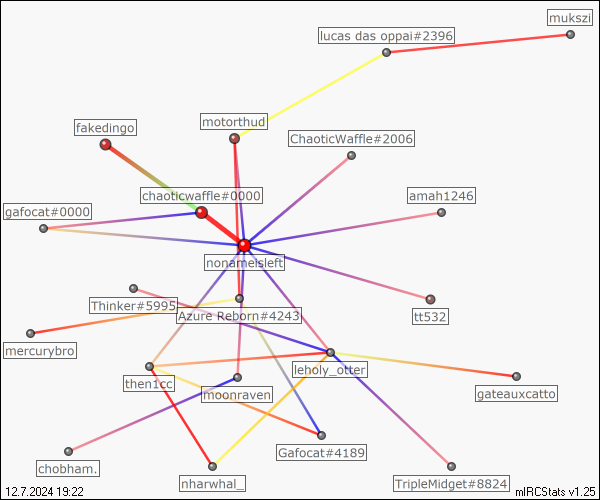 mukszi
lucas das oppai#2396
motorthud
fakedingo
ChaoticWaffle#2006
chaoticwaffle#0000
amah1246
gafocat#0000
nonameisleft
Thinker#5995
Azure Reborn#4243
tt532
mercurybro
then1cc
leholy_otter
moonraven
gateauxcatto
Gafocat#4189
chobham.
nharwhal_
TripleMidget#8824
12.7.2024 19:22
mIRCStats v1.25